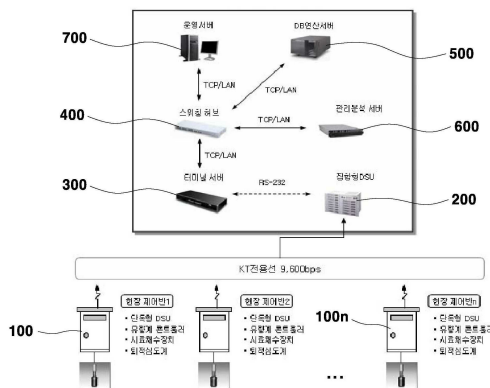 운영서버
DB연산서버
700
500
TCP/LAN
TCP/LAN
스위칭 허브
관리분석 서버
400
TCP/LAN
600
TCP/LAN
터미널 서버
집합형DSU
300
RS-232
200
KT전용선 9,600bps
현장 제어반1
현장 제어반2
현장 제어반n
100
100n
• 단독형 DSU
• 유량계 콘트롤러
• 시료채수장치
• 퇴적심도계
• 단독형 DSU
• 유량계 콘트롤러
• 시료채수장치
• 퇴적심도계
• 단독형 DSU
• 유량계 콘트롤러
• 시료채수장치
• 퇴적심도계
...